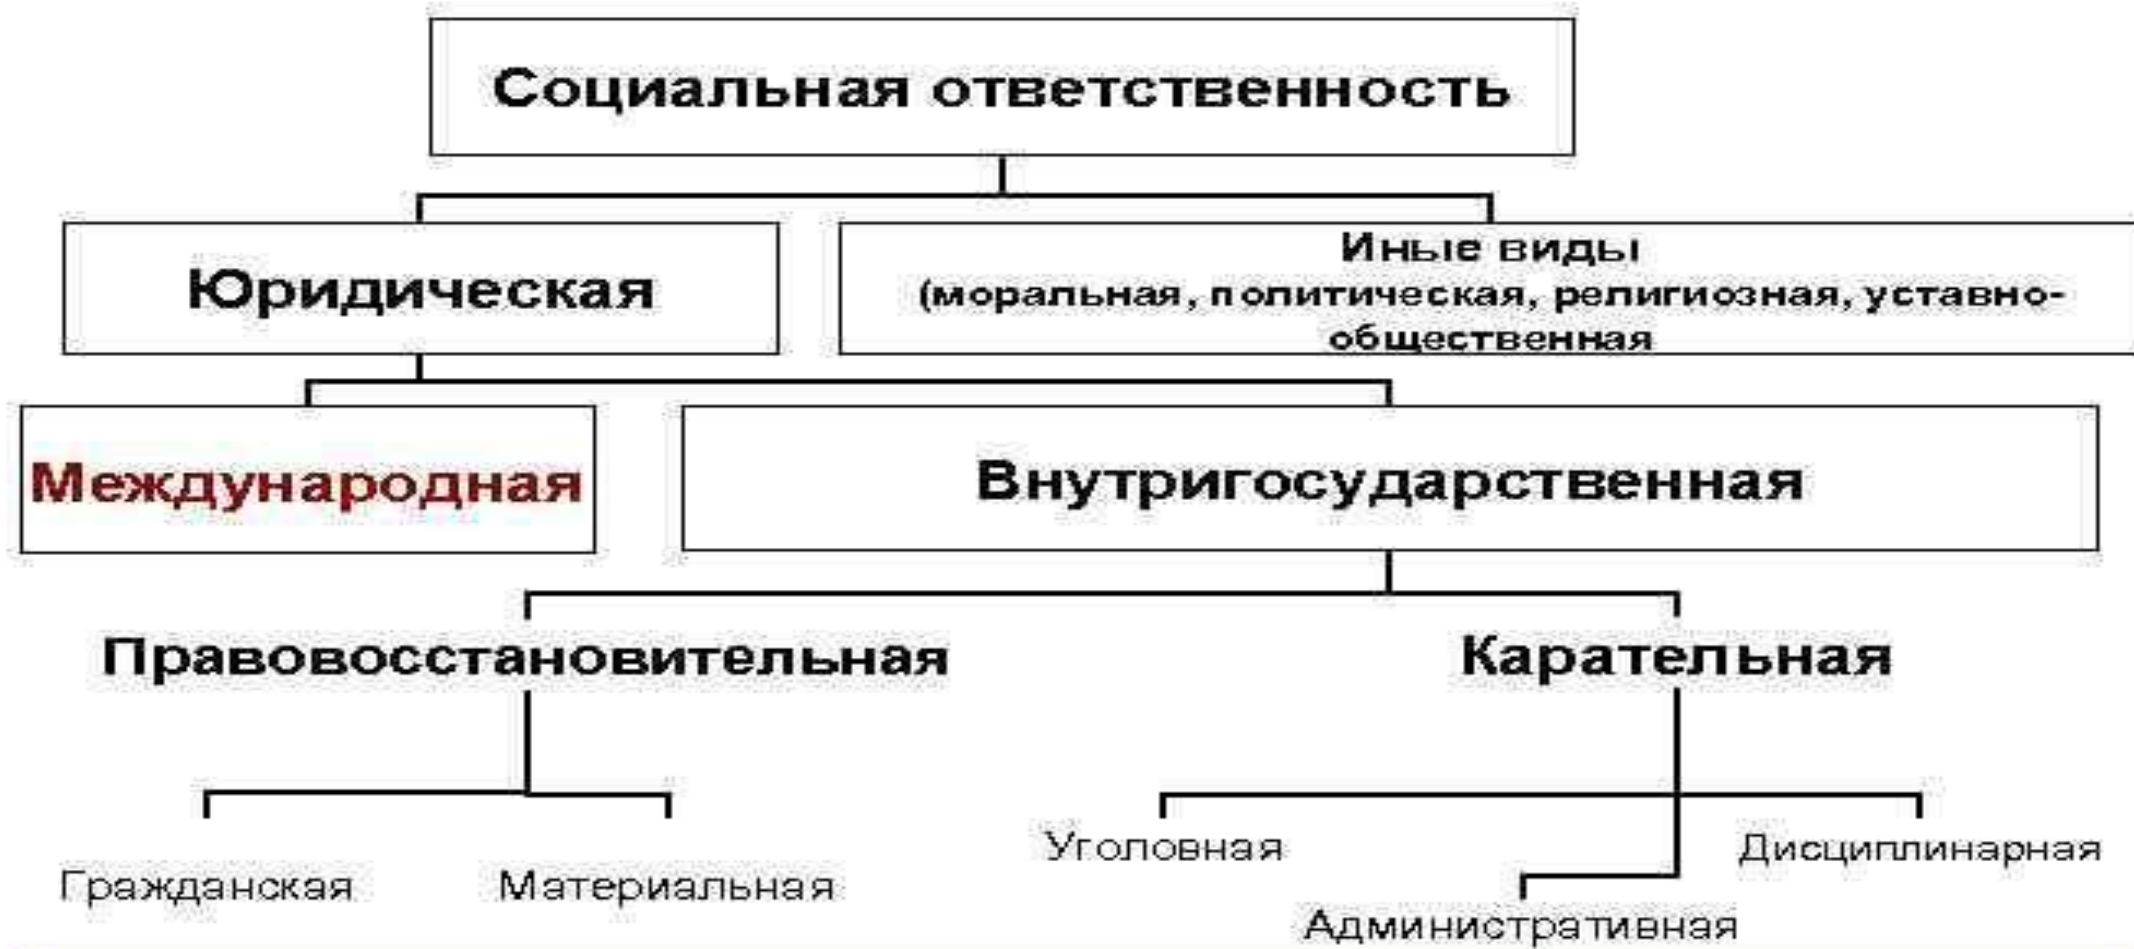 Социальная ответственность
Юридическая
Иные виды
(моральная, политическая, религиозная, уставно-
общественная
Международная
Внутригосударственная
Правовосстановительная
Карательная
Гражданская
Материальная
Уголовная
Дисциплинарная
Административная